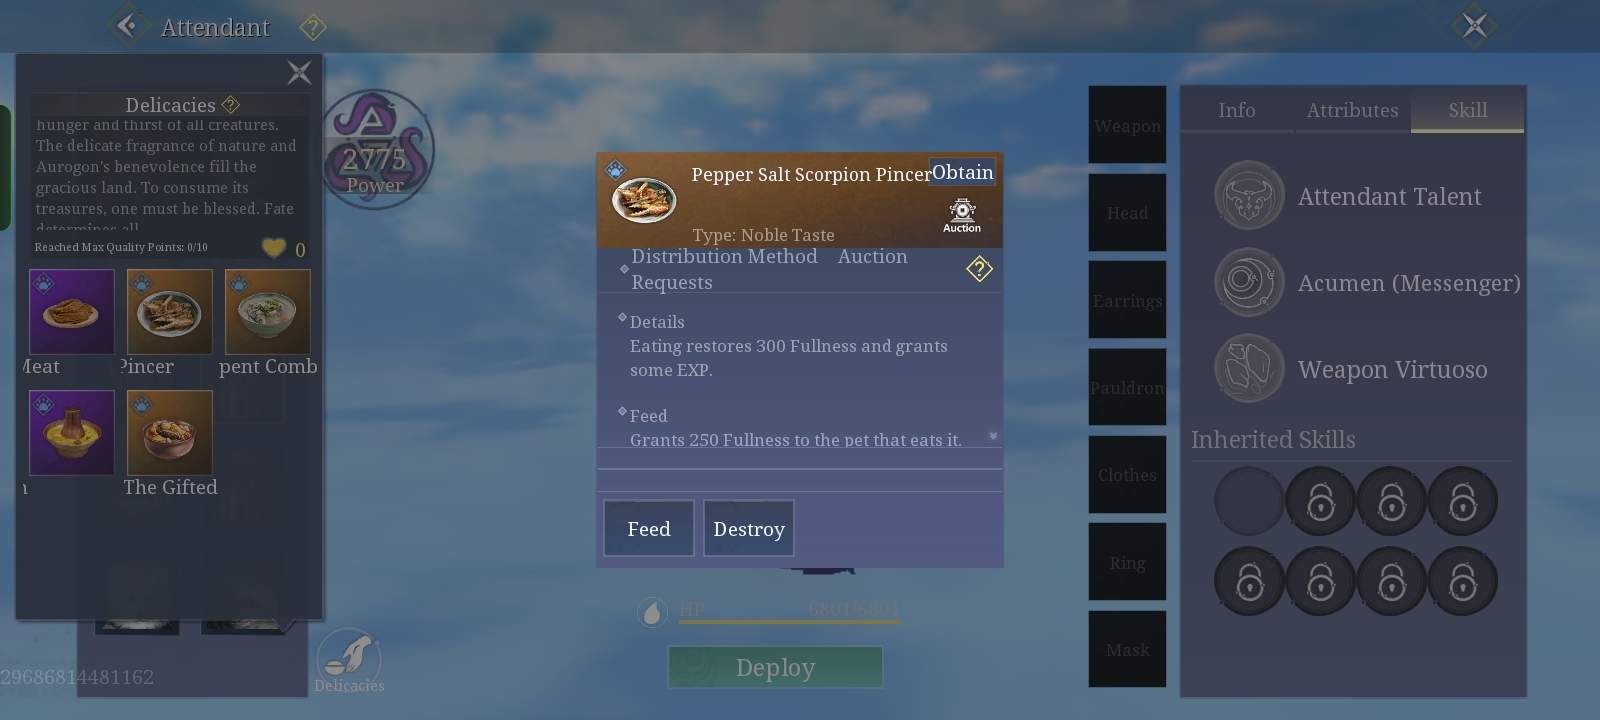 Attendant
Delicacies
hunger and thirst of all creatures.
The delicate fragrance of nature and
Aurogon's benevolence fill the
gracious land. To consume its
treasures, one must be blessed. Fate
determines all
Reached Max Quality Points: 0/10
0
Meat
Pincer
pent Comb
The Gifted
2775
Power
Pepper Salt Scorpion Pincer
Obtain
Auction
Type: Noble Taste
Distribution Method Auction
Requests
Details
Eating restores 300 Fullness and grants
some EXP.
Feed
Grants 250 Fullness to the pet that eats it.
Feed
Destroy
HP
6801/6801
Deploy
Delicacies
29686814481162
Weapon
Head
Earrings
Pauldron
Clothes
Ring
Mask
Info
Attributes
Skill
Attendant Talent
Acumen (Messenger)
Weapon Virtuoso
Inherited Skills